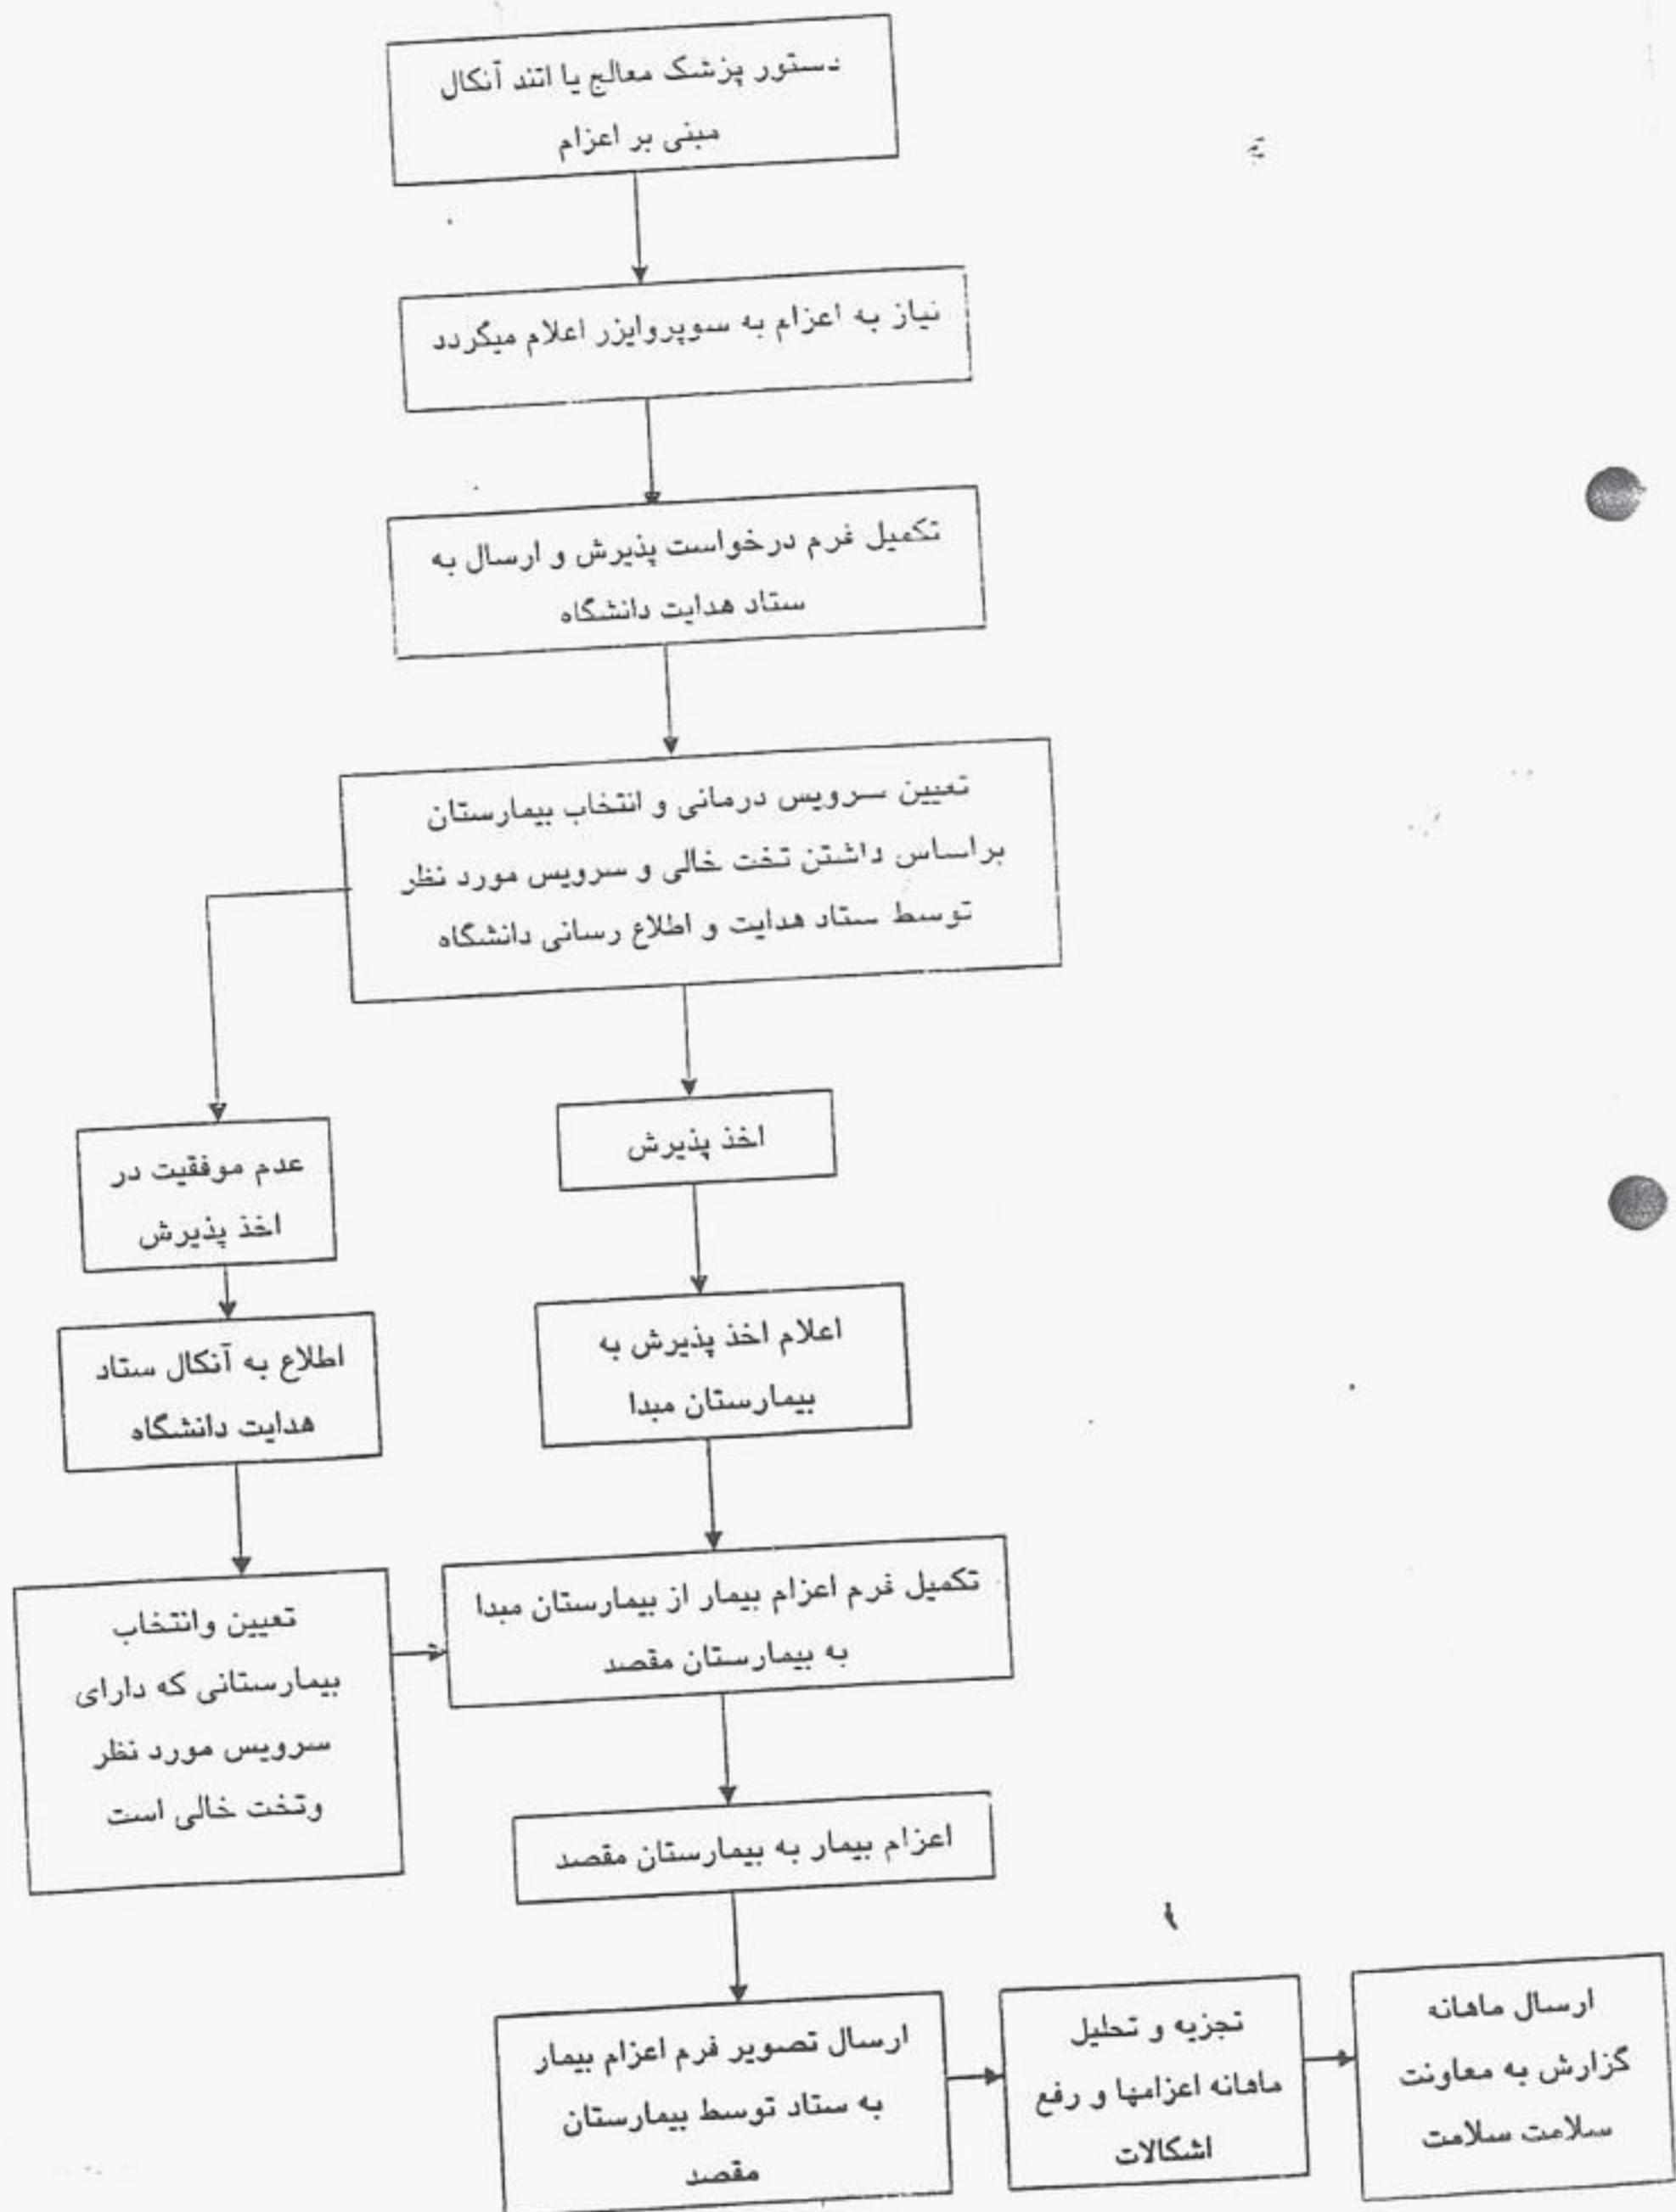 دستور پزشک معالج یا اتند آنکال
مبنی بر اعزام
نیاز به اعزام به سوپروایزر اعلام میگردد
تکمیل فرم درخواست پذیرش و ارسال به
ستاد هدایت دانشگاه
تعیین سرویس درمانی و انتخاب بیمارستان
براساس داشتن تخت خالی و سرویس مورد نظر
توسط ستاد هدایت و اطلاع رسانی دانشگاه
اخذ پذیرش
عدم موفقیت در
اخذ پذیرش
اعلام اخذ پذیرش به
بیمارستان مبدا
اطلاع به آنکال ستاد
هدایت دانشگاه
تکمیل فرم اعزام بیمار از بیمارستان مبدا
به بیمارستان مقصد
تعیین وانتخاب
بیمارستانی که دارای
سرویس مورد نظر
وتخت خالی است
اعزام بیمار به بیمارستان مقصد
ارسال تصویر فرم اعزام بیمار
به ستاد توسط بیمارستان
مقصد
تجزیه و تحلیل
ماهانه اعزامها و رفع
اشکالات
ارسال ماهانه
گزارش به معاونت
سلامت سلامت